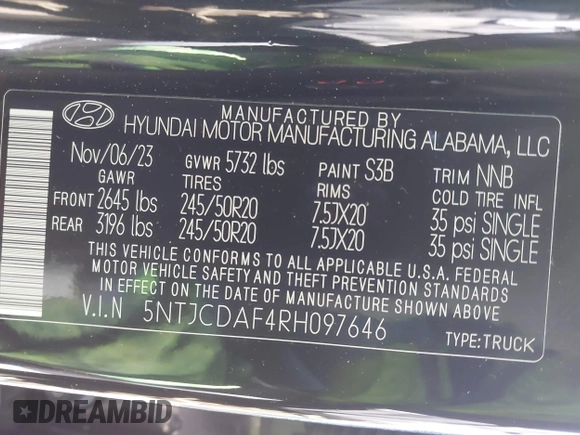 MANUFACTURED BY
HYUNDAI MOTOR MANUFACTURING ALABAMA, LLC
Nov/06/23 GVWR 5732 lbs PAINT S3B TRIM NNB
GAWR TIRES RIMS COLD TIRE INFL
FRONT 2645 lbs 245/50R20 7.5JX20 35 psi SINGLE
REAR 3196 lbs 245/50R20 7.5JX20 35 psi SINGLE
THIS VEHICLE CONFORMS TO ALL APPLICABLE U.S.A. FEDERAL
MOTOR VEHICLE SAFETY AND THEFT PREVENTION STANDARDS
IN EFFECT ON THE DATE OF MANUFACTURE SHOWN ABOVE
V.I.N 5NTJCDAF4RH097646
TYPE:TRUCK
DREAMBID